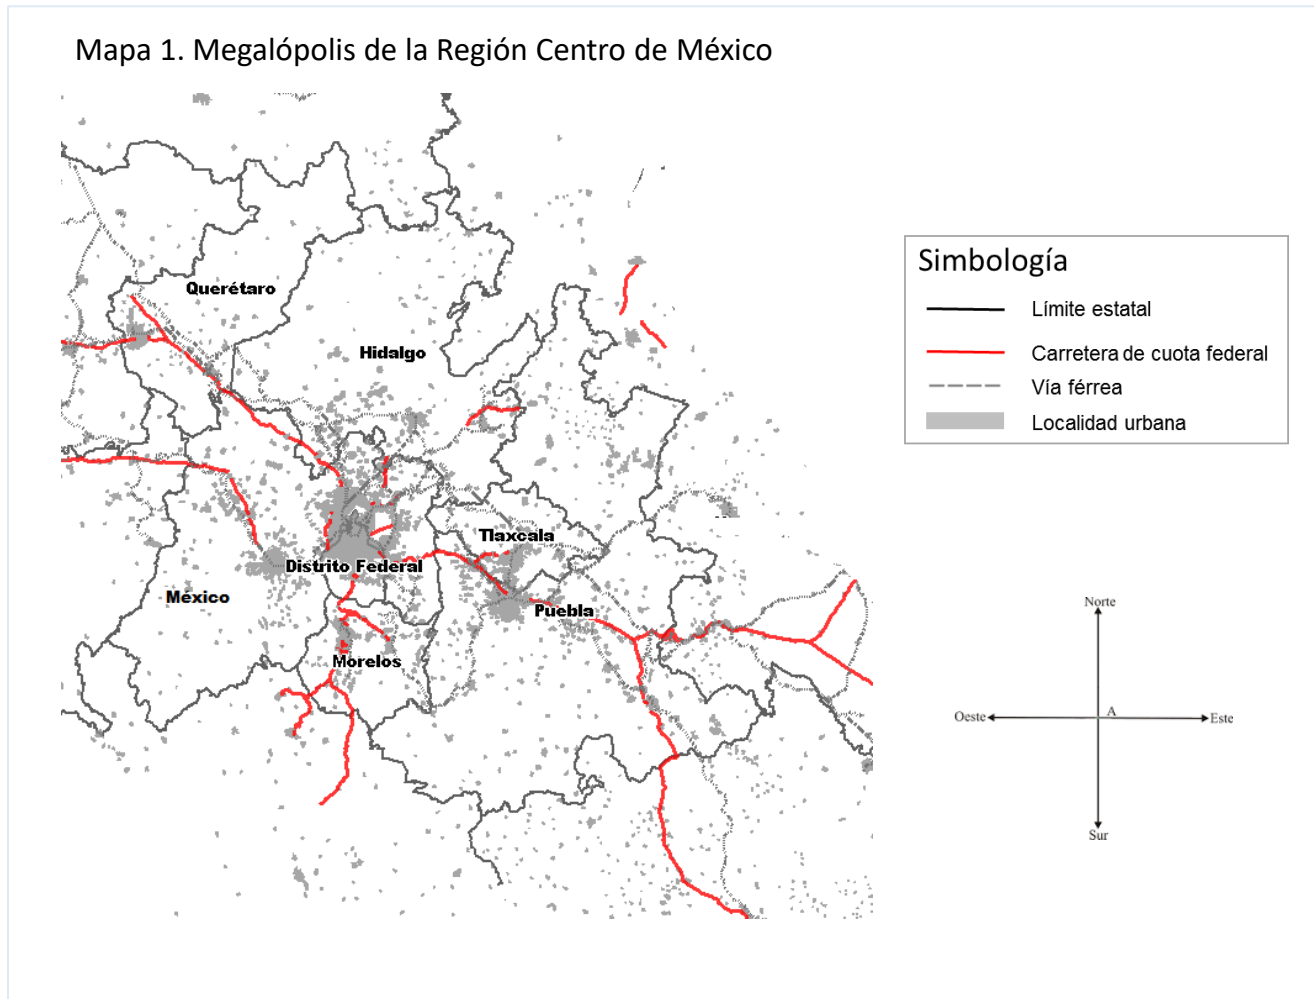 Mapa 1. Megalópolis de la Región Centro de México
Querétaro
Hidalgo
Tlaxcala
Distrito Federal
México
Puebla
Morelos
Simbología
Límite estatal
Carretera de cuota federal
Vía férrea
Localidad urbana
Norte
Oeste
A
Este
Sur